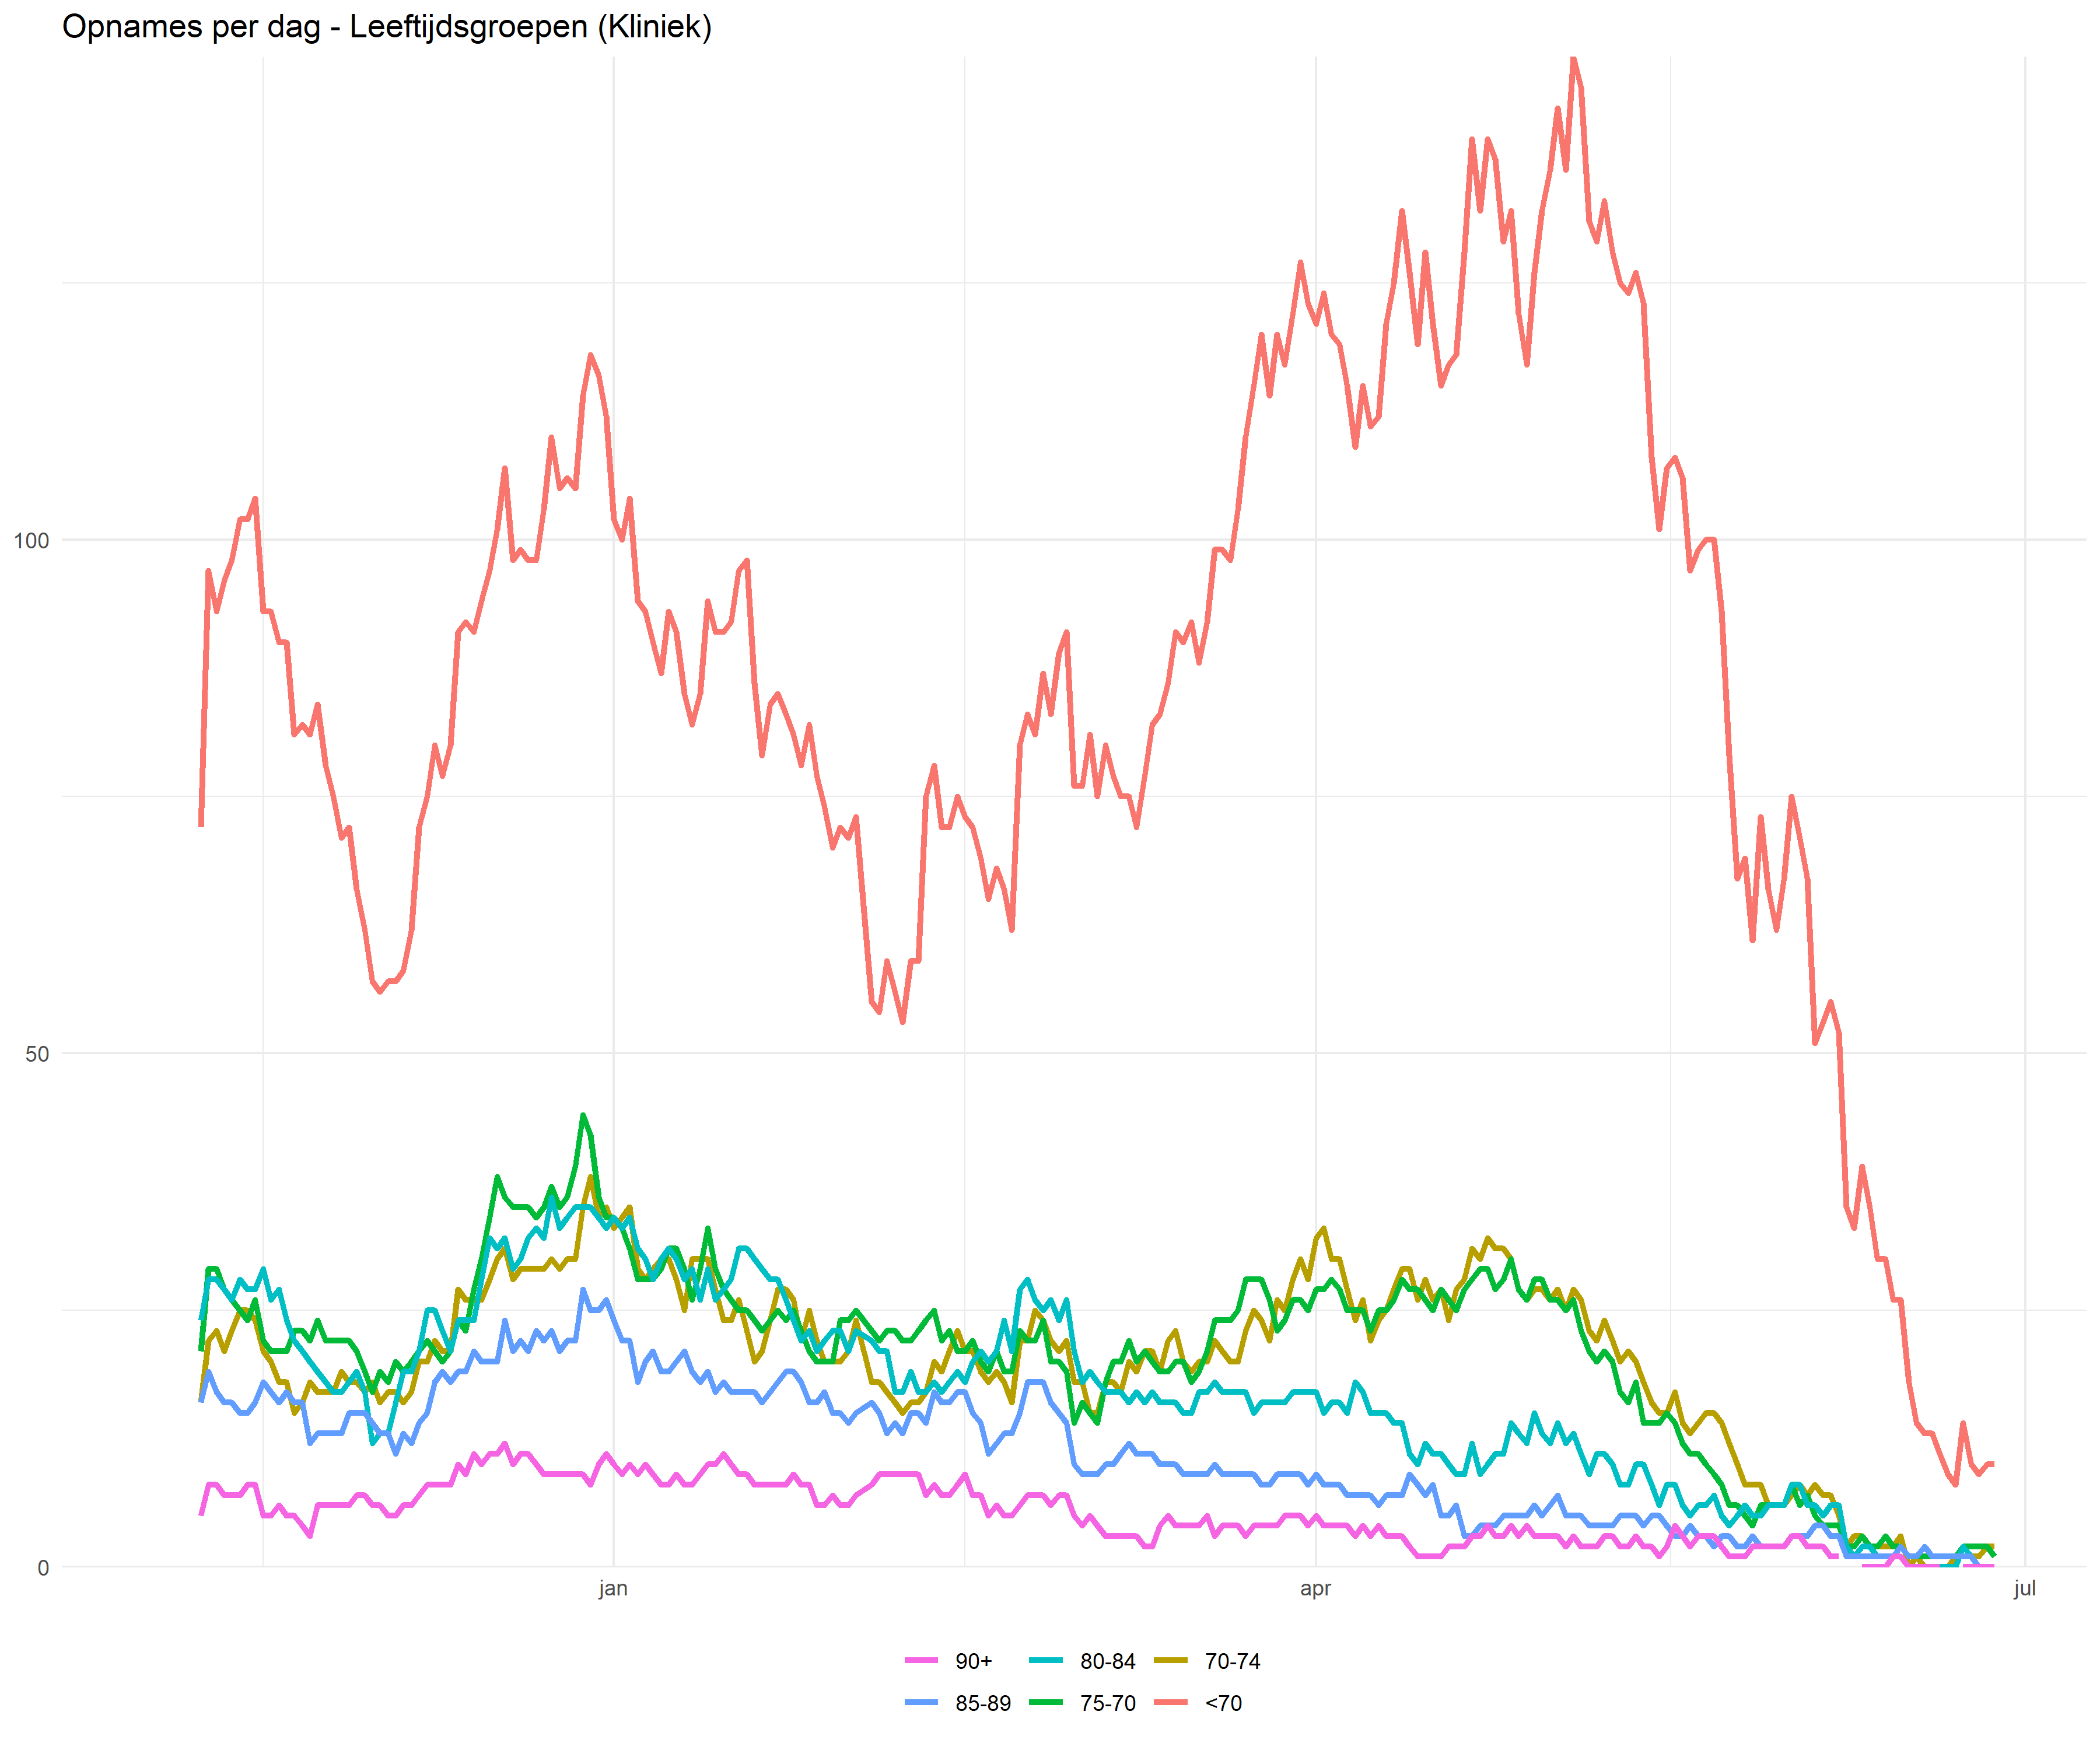 Opnames per dag - Leeftijdsgroepen (Kliniek)
100
50
0
jan apr jul
90+ 80-84 70-74
85-89 75-70 <70